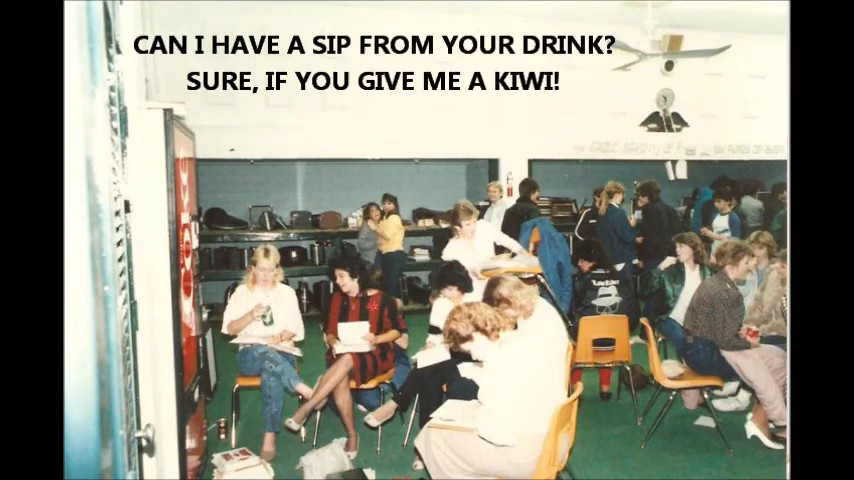 CAN I HAVE A SIP FROM YOUR DRINK?
SURE, IF YOU GIVE ME A KIWI!